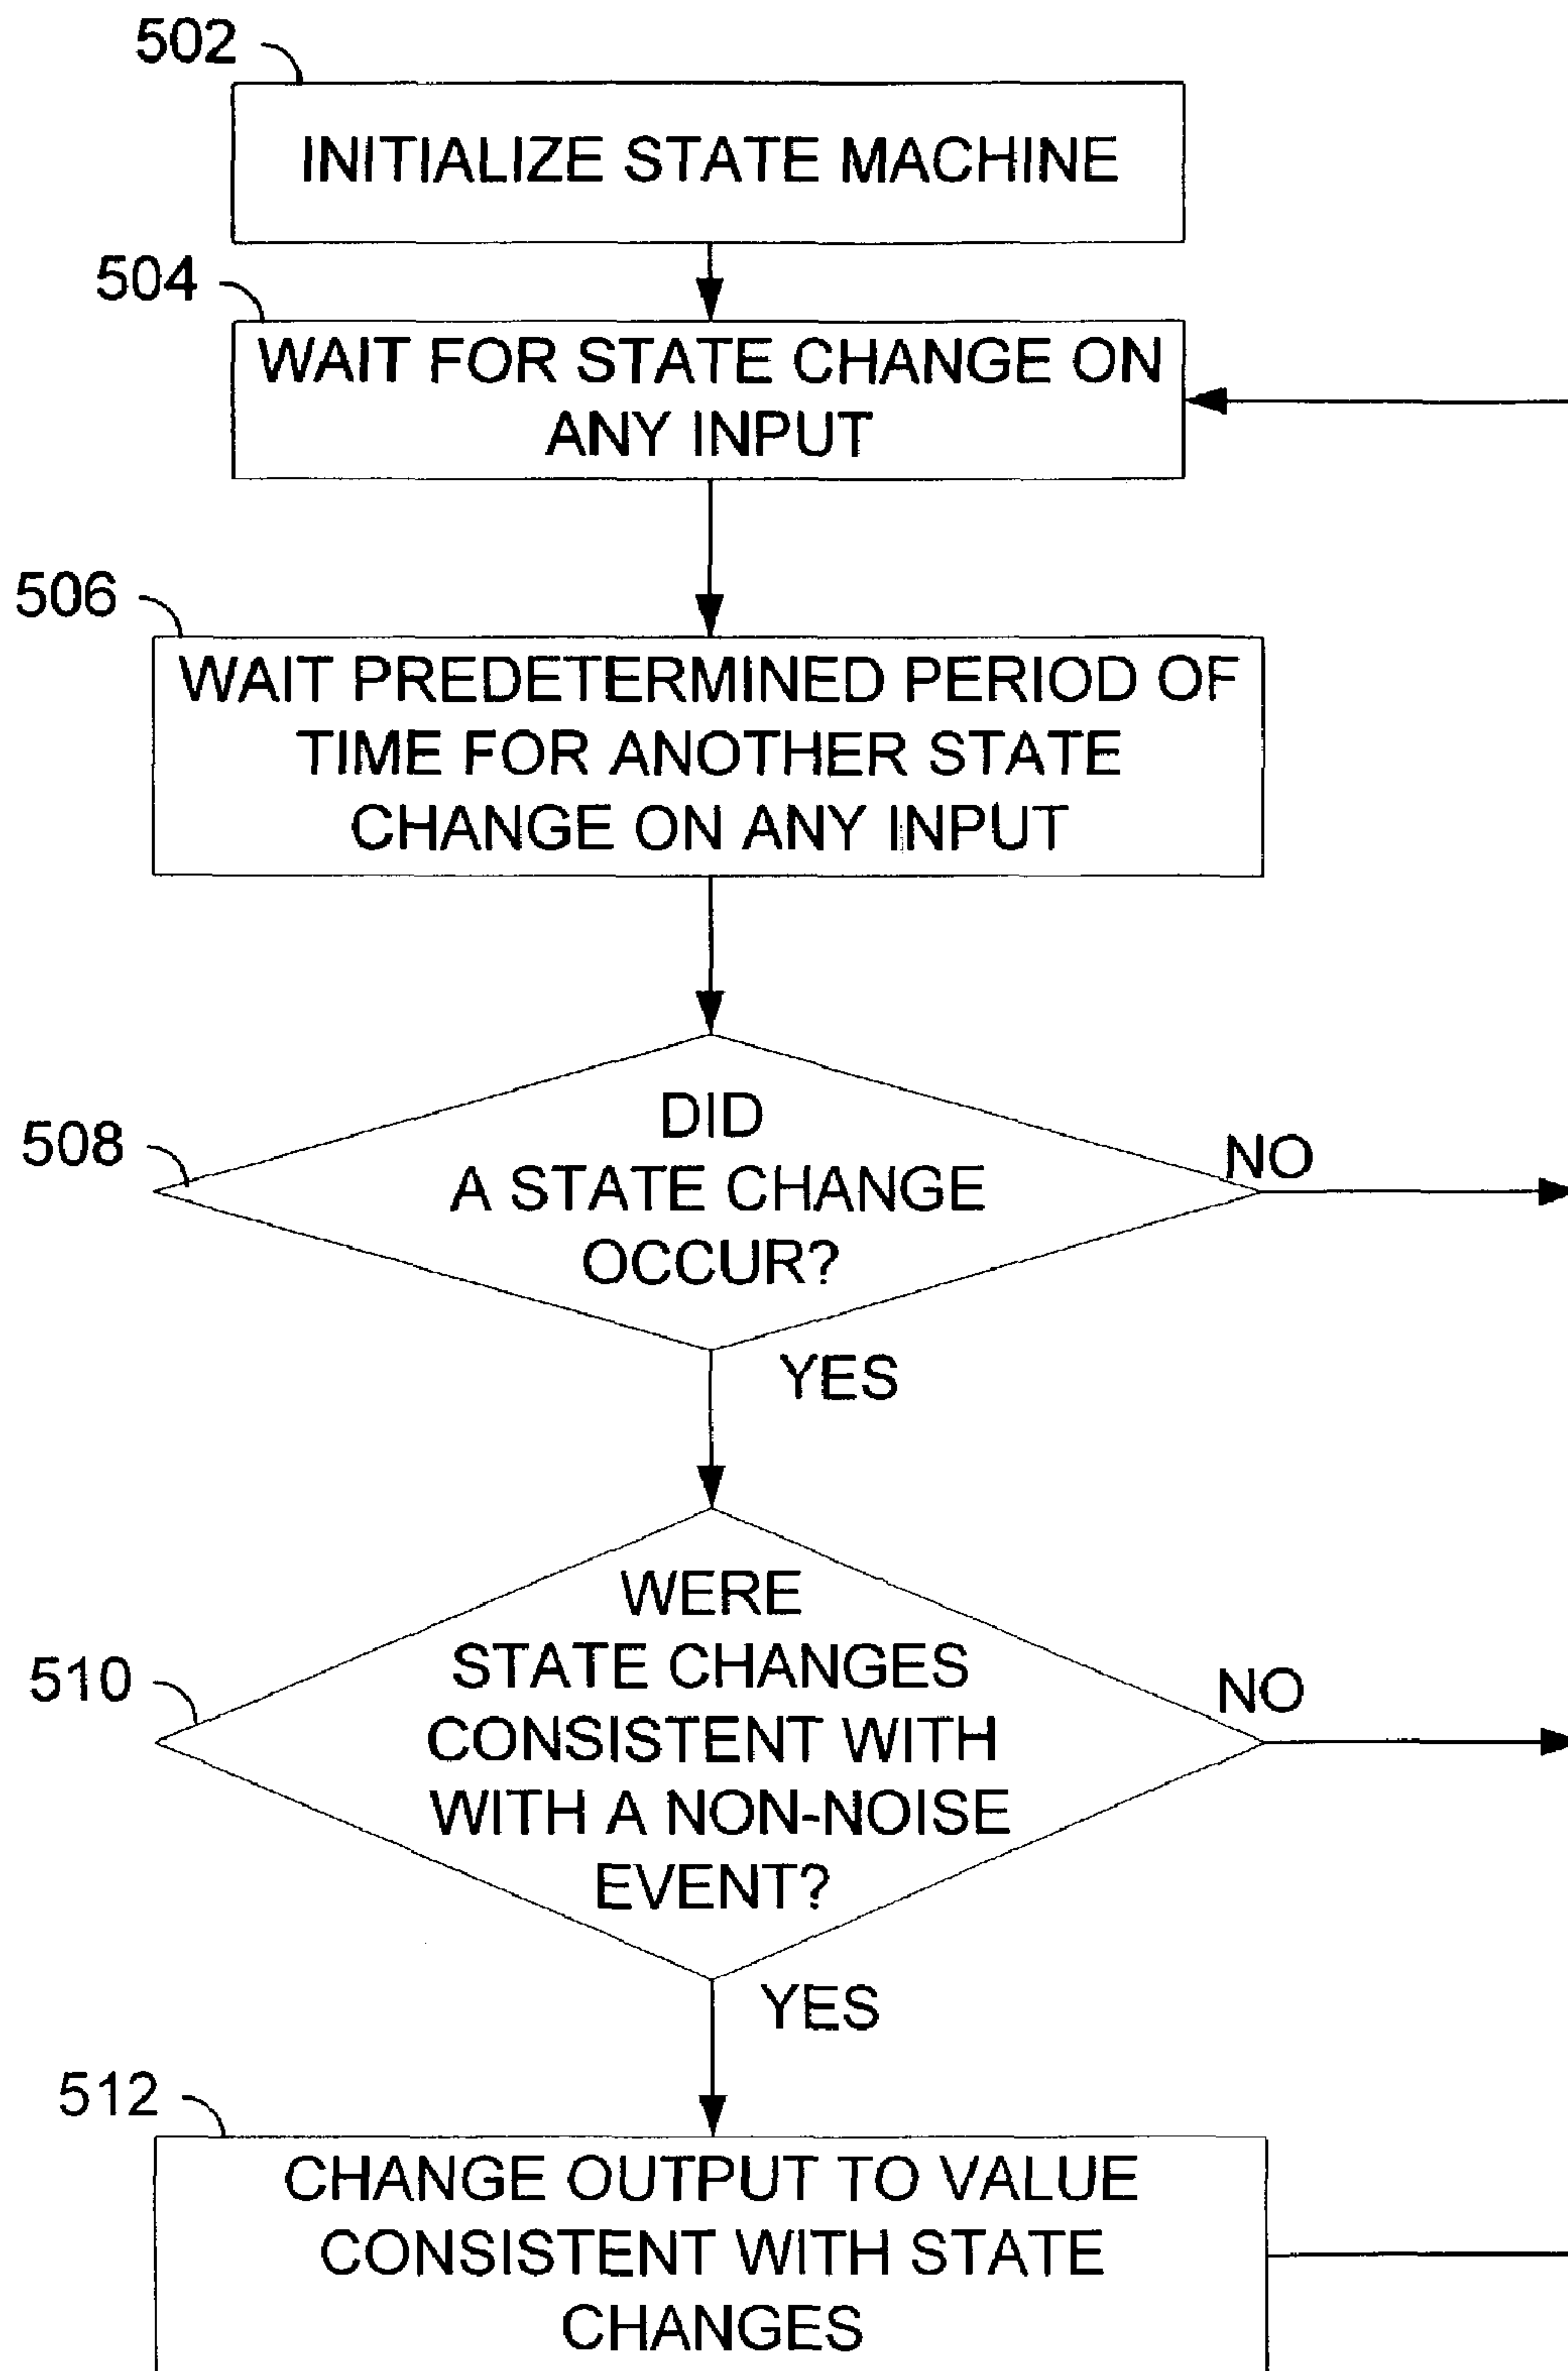 502
INITIALIZE STATE MACHINE
504
WAIT FOR STATE CHANGE ON
ANY INPUT
506
WAIT PREDETERMINED PERIOD OF
TIME FOR ANOTHER STATE
CHANGE ON ANY INPUT
508
DID
A STATE CHANGE
OCCUR?
NO
YES
510
WERE
STATE CHANGES
CONSISTENT WITH
WITH A NON-NOISE
EVENT?
NO
YES
512
CHANGE OUTPUT TO VALUE
CONSISTENT WITH STATE
CHANGES